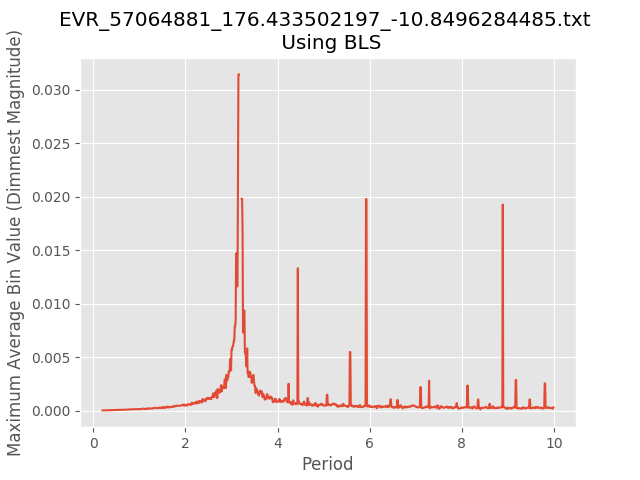 EVR_57064881_176.433502197_-10.8496284485.txt
Using BLS
Maximum Average Bin Value (Dimmest Magnitude)
0.030
0.025
0.020
0.015
0.010
0.005
0.000
0 2 4 6 8 10
Period